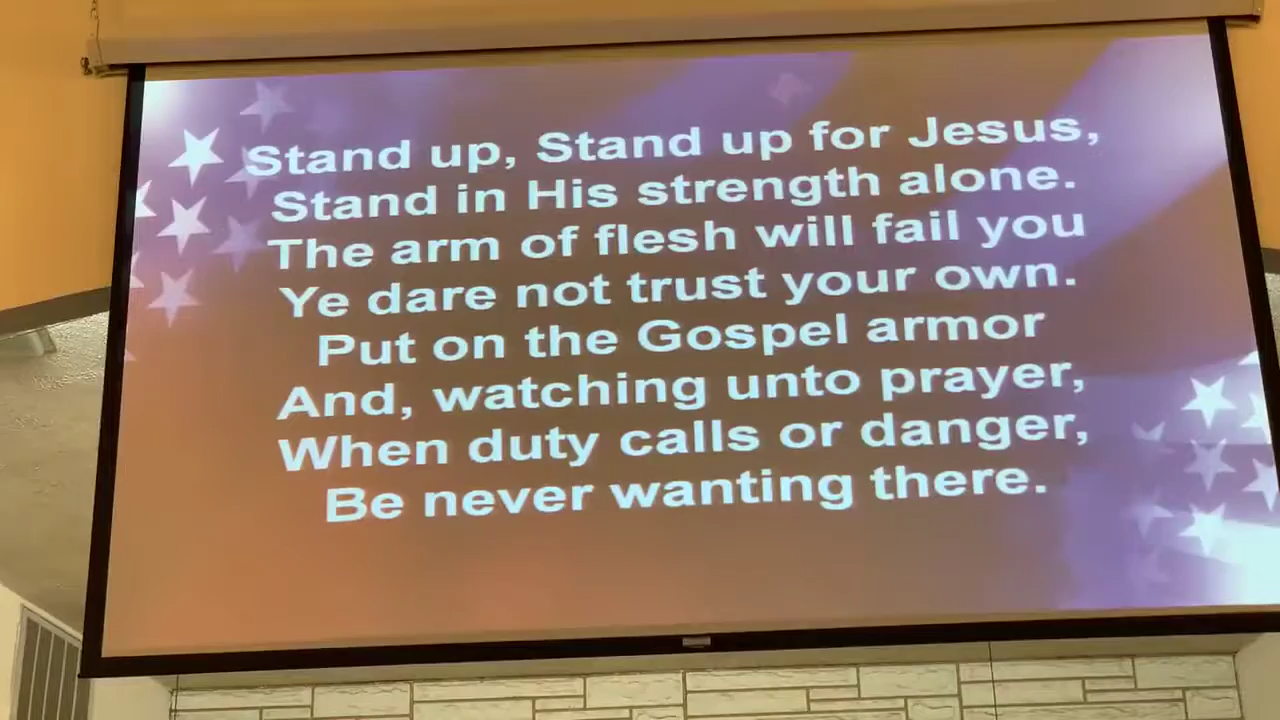 Stand up, Stand up for Jesus,
Stand in His strength alone.
The arm of flesh will fail you
Ye dare not trust your own.
Put on the Gospel armor
And, watching unto prayer,
When duty calls or danger,
Be never wanting there.